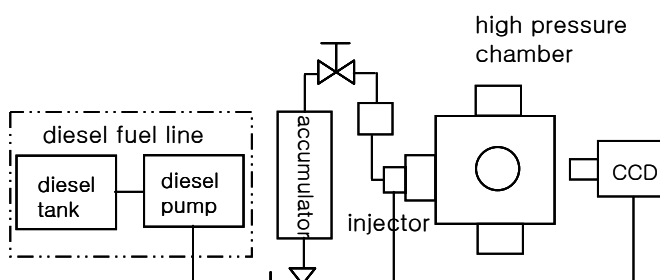 high pressure
chamber
diesel fuel line
diesel
tank
diesel
pump
accumulator
injector
CCD